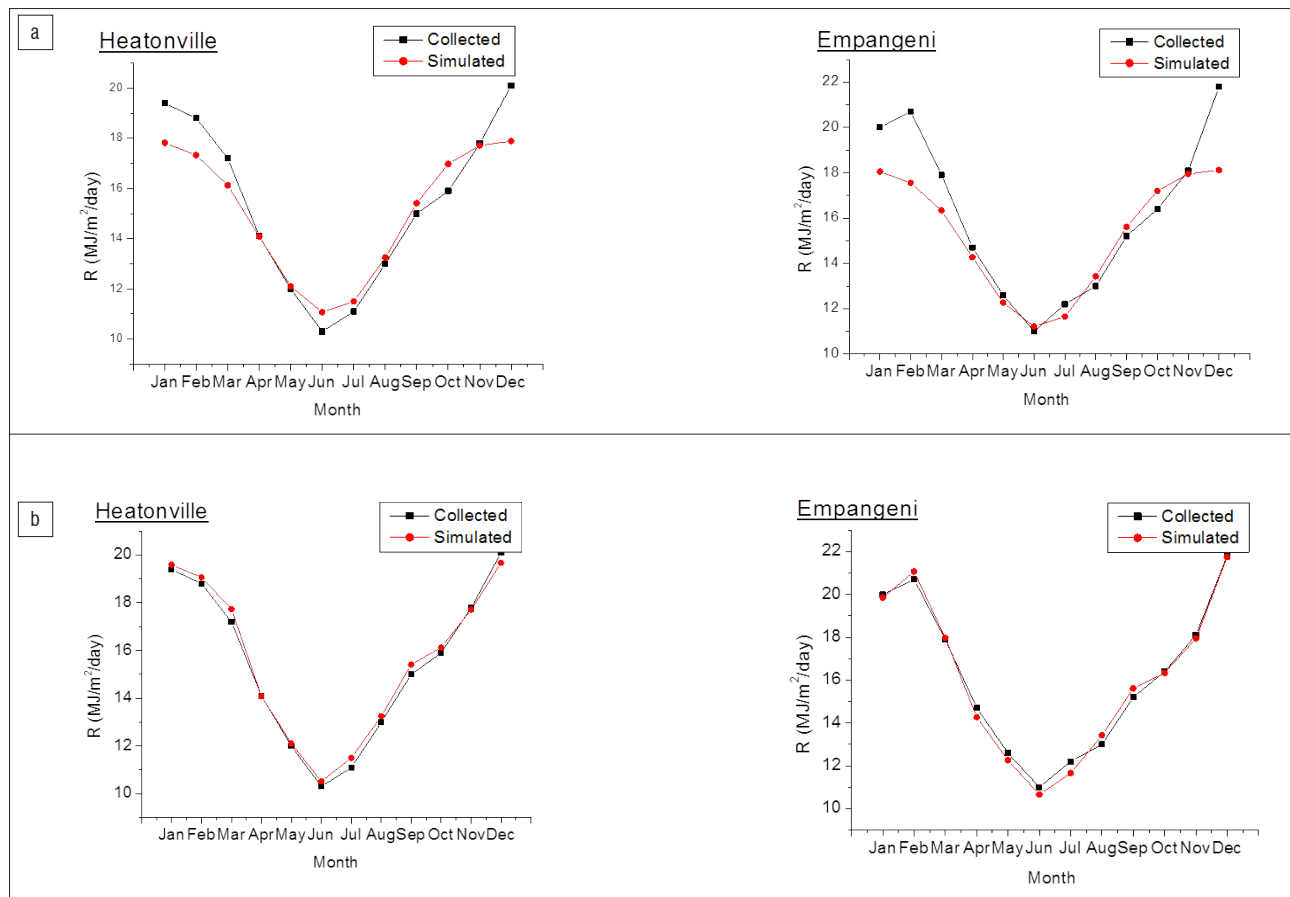 a
Heatonville
Collected
Simulated
R (MJ/m²/day)
20
18
16
14
12
10
Jan Feb Mar Apr May Jun Jul Aug Sep Oct Nov Dec
Month
Empangeni
Collected
Simulated
R (MJ/m²/day)
22
20
18
16
14
12
10
Jan Feb Mar Apr May Jun Jul Aug Sep Oct Nov Dec
Month
b
Heatonville
Collected
Simulated
R (MJ/m²/day)
20
18
16
14
12
10
Jan Feb Mar Apr May Jun Jul Aug Sep Oct Nov Dec
Month
Empangeni
Collected
Simulated
R (MJ/m²/day)
22
20
18
16
14
12
10
Jan Feb Mar Apr May Jun Jul Aug Sep Oct Nov Dec
Month